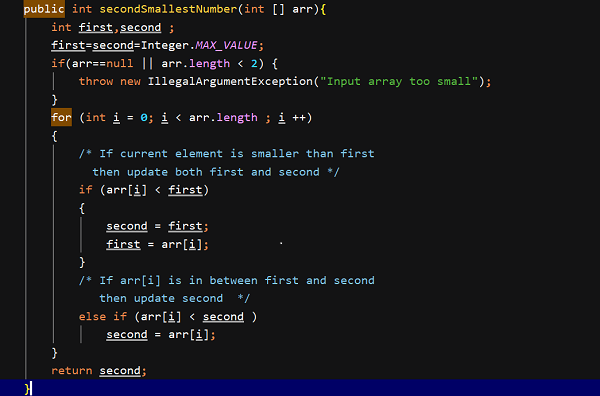 public int secondSmallestNumber(int [] arr){
int first,second ;
first=second=Integer.MAX_VALUE;
if(arr==null || arr.length < 2) {
throw new IllegalArgumentException("Input array too small");
}
for (int i = 0; i < arr.length ; i ++)
{
/* If current element is smaller than first
then update both first and second */
if (arr[i] < first)
{
second = first;
first = arr[i];
}
/* If arr[i] is in between first and second
then update second  */
else if (arr[i] < second )
second = arr[i];
}
return second;
}